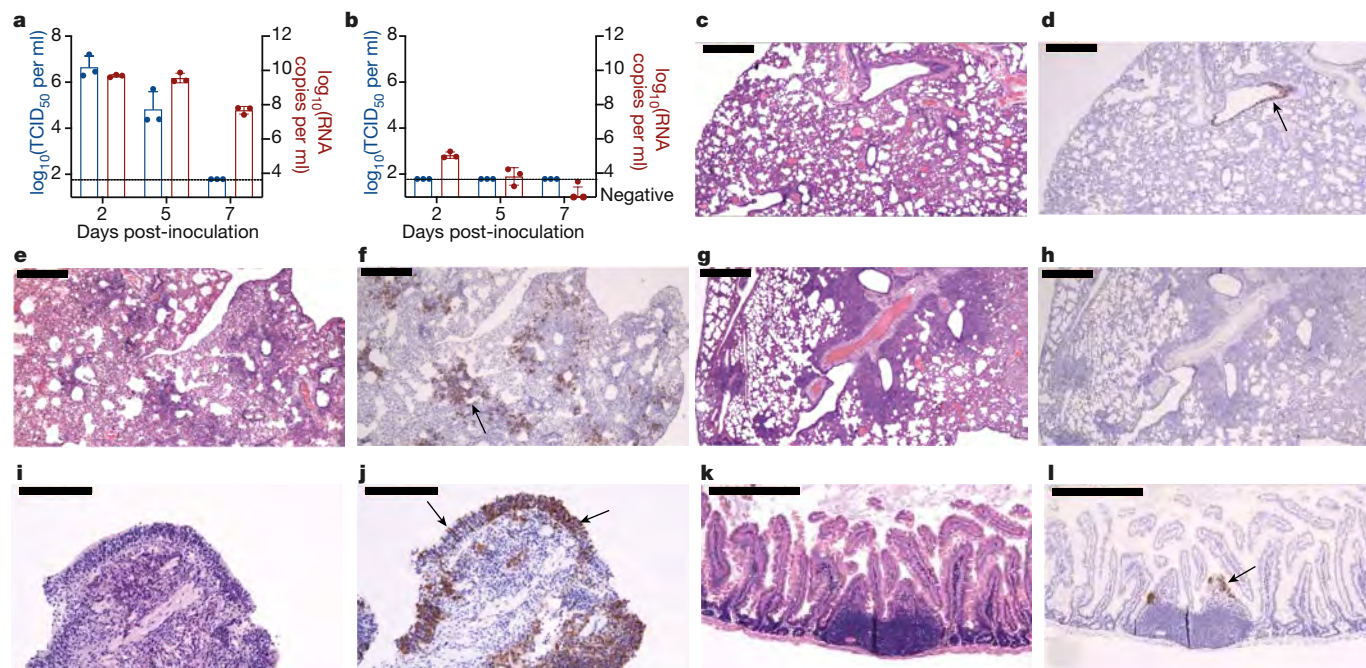 a
log10(TCID50 per ml)
8
6
4
2
12
10
8
6
4
log10(RNA
copies per ml)
2 5 7
Days post-inoculation
b
log10(TCID50 per ml)
8
4
2
12
10
8
6
4
Negative
log10(RNA
copies per ml)
2 5 7
Days post-inoculation
c
d
e
f
g
h
i
j
k
l